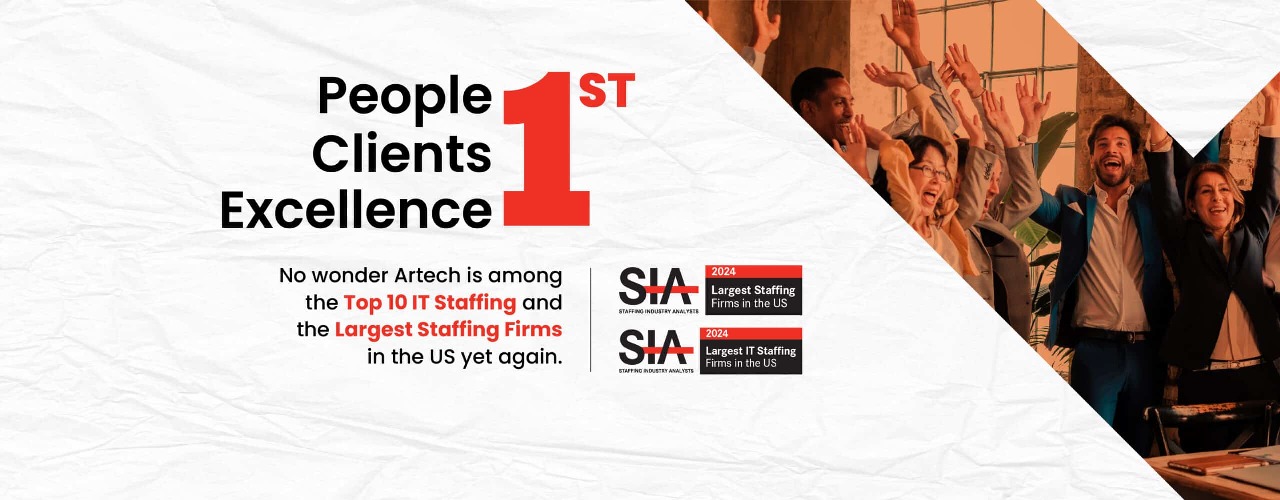 People
Clients
Excellence
1ST
No wonder Artech is among
the Top 10 IT Staffing and
the Largest Staffing Firms
in the US yet again.
SIA
STAFFING INDUSTRY ANALYSTS
2024
Largest Staffing
Firms in the US
SIA
STAFFING INDUSTRY ANALYSTS
2024
Largest IT Staffing
Firms in the US